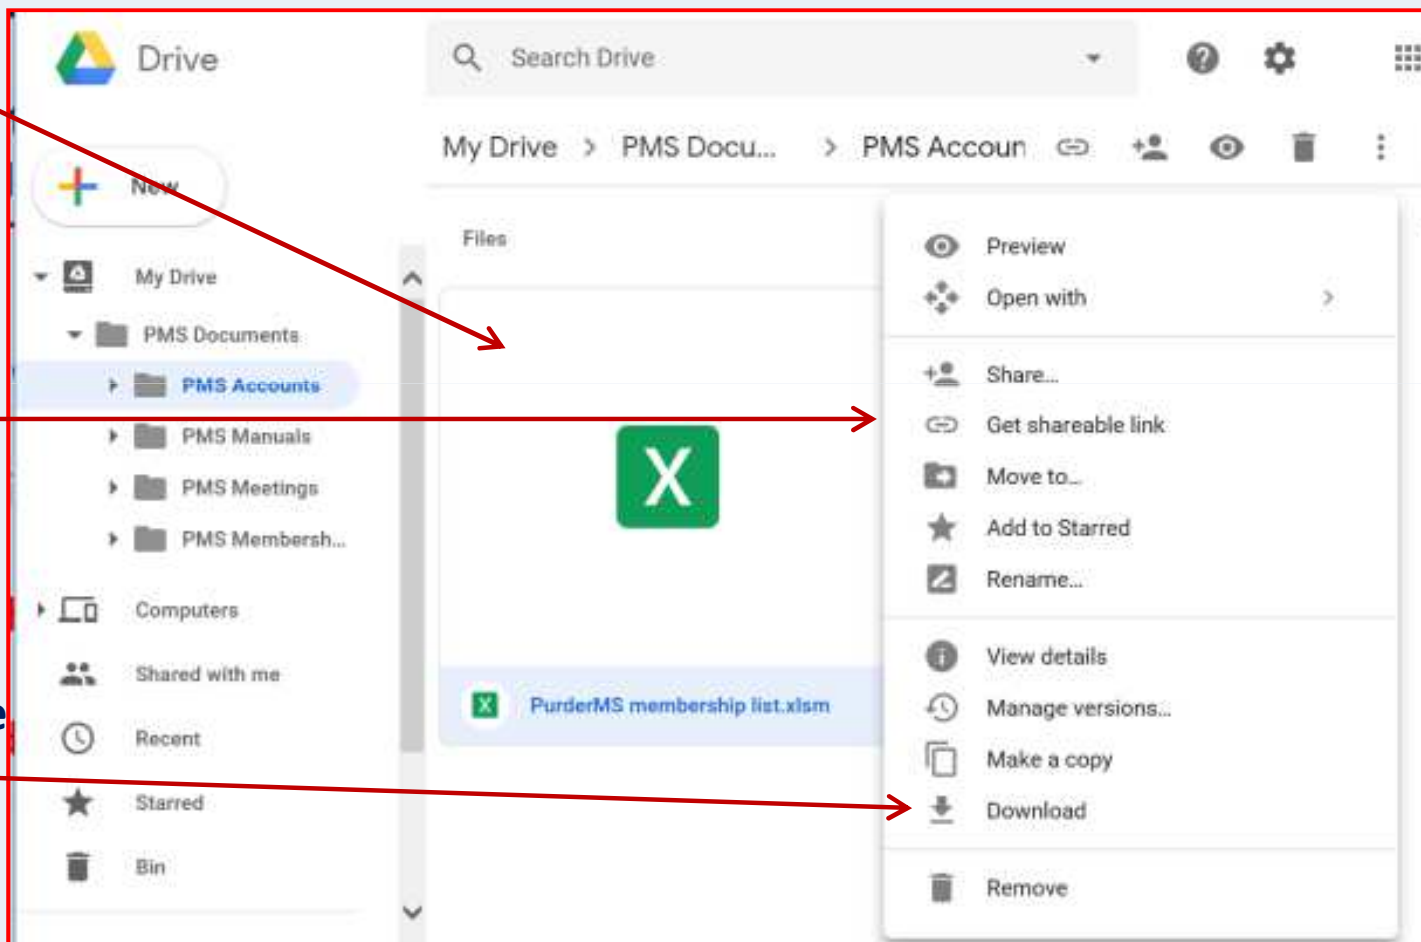 Drive
Search Drive
My Drive > PMS Docu... > PMS Accoun
New
Files
My Drive
PMS Documents
PMS Accounts
PMS Manuals
PMS Meetings
PMS Membersh...
Computers
Shared with me
Recent
Starred
Bin
X
X PurderMS membership list.xlsm
Preview
Open with
Share...
Get shareable link
Move to...
Add to Starred
Rename...
View details
Manage versions...
Make a copy
Download
Remove